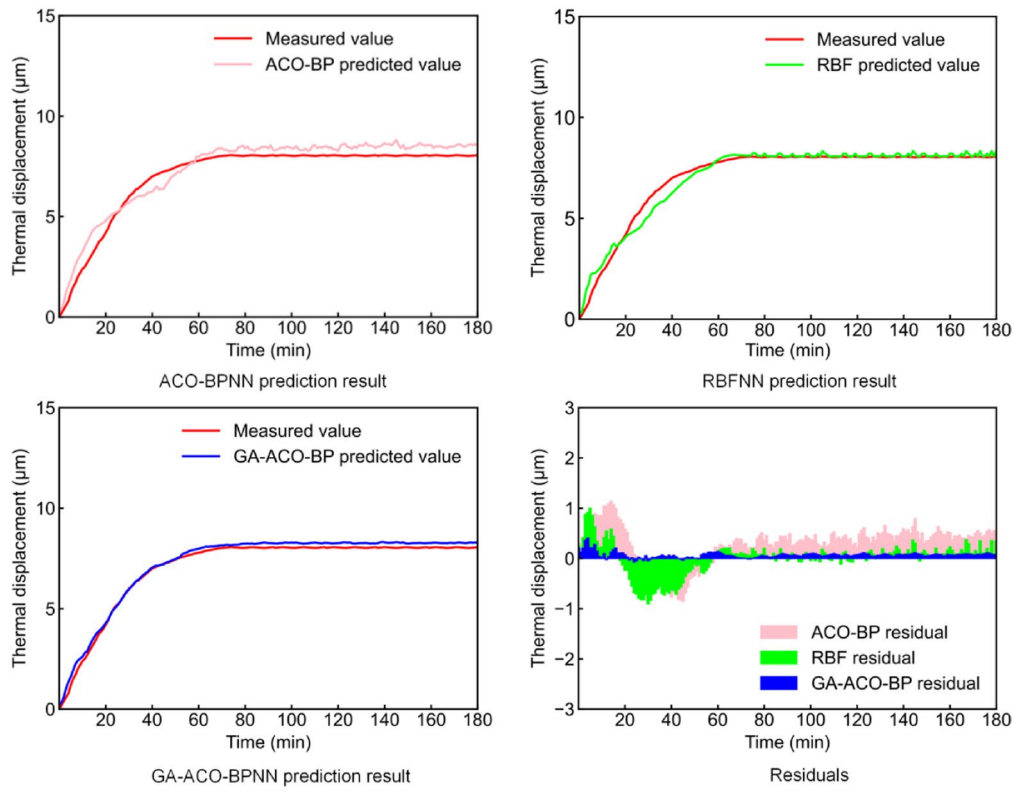 15
10
5
0
Thermal displacement (μm)
Measured value
ACO-BP predicted value
20 40 60 80 100 120 140 160 180
Time (min)
ACO-BPNN prediction result
15
10
5
0
Thermal displacement (μm)
Measured value
RBF predicted value
20 40 60 80 100 120 140 160 180
Time (min)
RBFNN prediction result
15
10
5
0
Thermal displacement (μm)
Measured value
GA-ACO-BP predicted value
20 40 60 80 100 120 140 160 180
Time (min)
GA-ACO-BPNN prediction result
3
2
1
0
−1
−2
−3
Thermal displacement (μm)
ACO-BP residual
RBF residual
GA-ACO-BP residual
20 40 60 80 100 120 140 160 180
Time (min)
Residuals